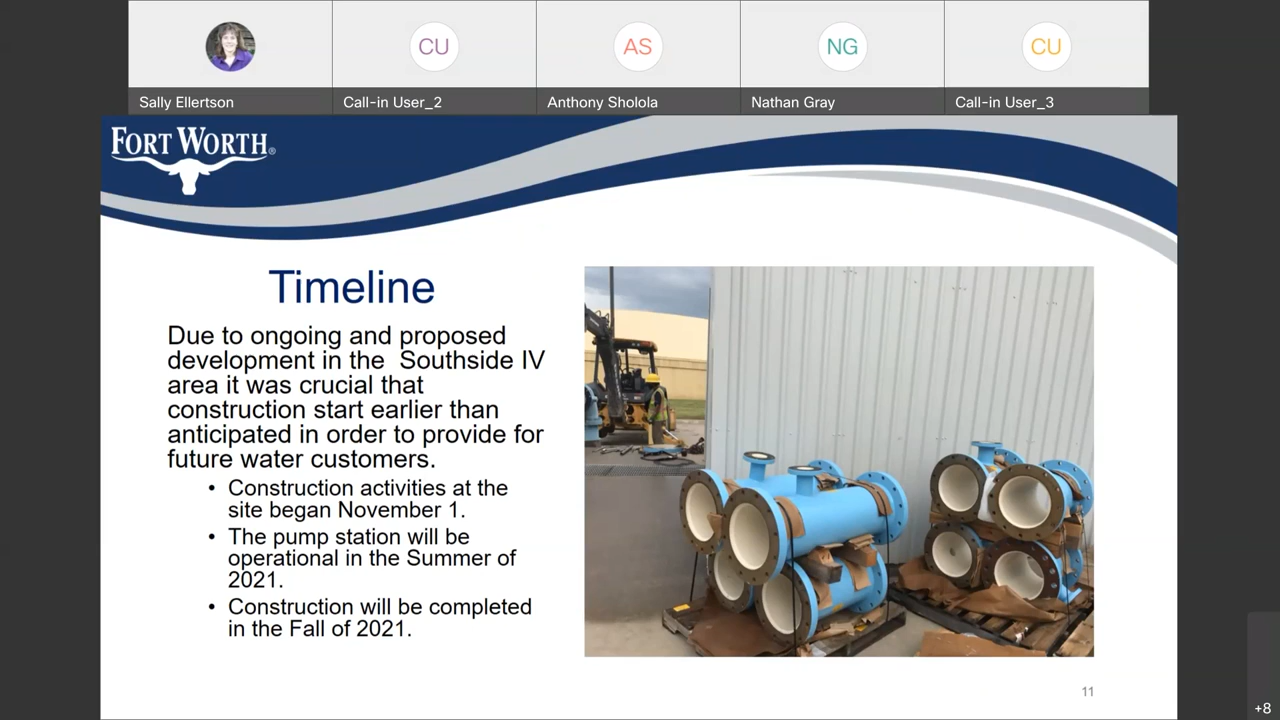 CU
AS
NG
CU
Sally Ellertson
Call-in User_2
Anthony Sholola
Nathan Gray
Call-in User_3
FORT WORTH®
Timeline
Due to ongoing and proposed
development in the Southside IV
area it was crucial that
construction start earlier than
anticipated in order to provide for
future water customers.
• Construction activities at the
site began November 1.
• The pump station will be
operational in the Summer of
2021.
• Construction will be completed
in the Fall of 2021.
11
+8